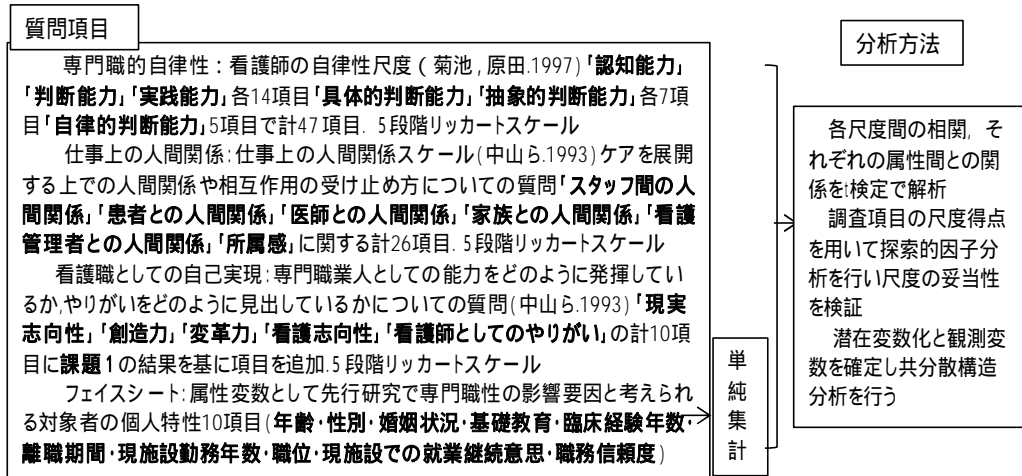 質問項目
専門職的自律性：看護師の自律性尺度(菊池,原田.1997)「認知能力」
「判断能力」「実践能力」各14項目「具体的判断能力」「抽象的判断能力」各7項
目「自律的判断能力」5項目で計47項目. 5段階リッカートスケール
仕事上の人間関係：仕事上の人間関係スケール(中山ら.1993)ケアを展開
する上での人間関係や相互作用の受け止め方についての質問「スタッフ間の人
間関係」「患者との人間関係」「医師との人間関係」「家族との人間関係」「看護
管理者との人間関係」「所属感」に関する計26項目. 5段階リッカートスケール
看護職としての自己実現：専門職業人としての能力をどのように発揮してい
るか,やりがいをどのように見出しているかについての質問(中山ら.1993)「現実
志向性」「創造力」「変革力」「看護志向性」「看護師としてのやりがい」の計10項
目に課題1の結果を基に項目を追加.5段階リッカートスケール
フェイスシート：属性変数として先行研究で専門職性の影響要因と考えられ
る対象者の個人特性10項目(年齢・性別・婚姻状況・基礎教育・臨床経験年数・
離職期間・現施設勤務年数・職位・現施設での就業継続意思・職務信頼度)
単純集計
分析方法
各尺度間の相関, そ
れぞれの属性間との関
係をt検定で解析
調査項目の尺度得点
を用いて探索的因子分
析を行い尺度の妥当性
を検証
潜在変数化と観測変
数を確定し共分散構造
分析を行う